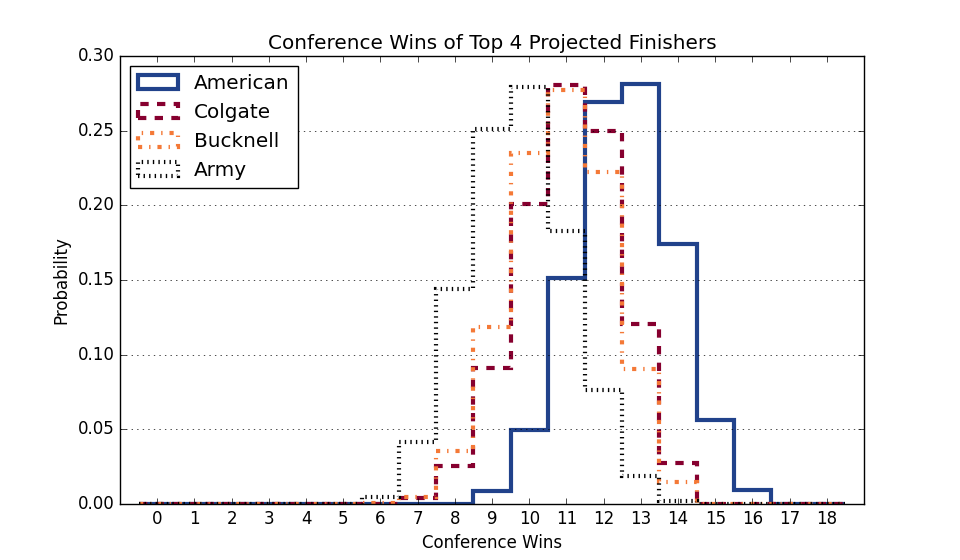 Conference Wins of Top 4 Projected Finishers
0.30
0.25
0.20
0.15
0.10
0.05
0.00
Probability
American
Colgate
Bucknell
Army
0 1 2 3 4 5 6 7 8 9 10 11 12 13 14 15 16 17 18
Conference Wins